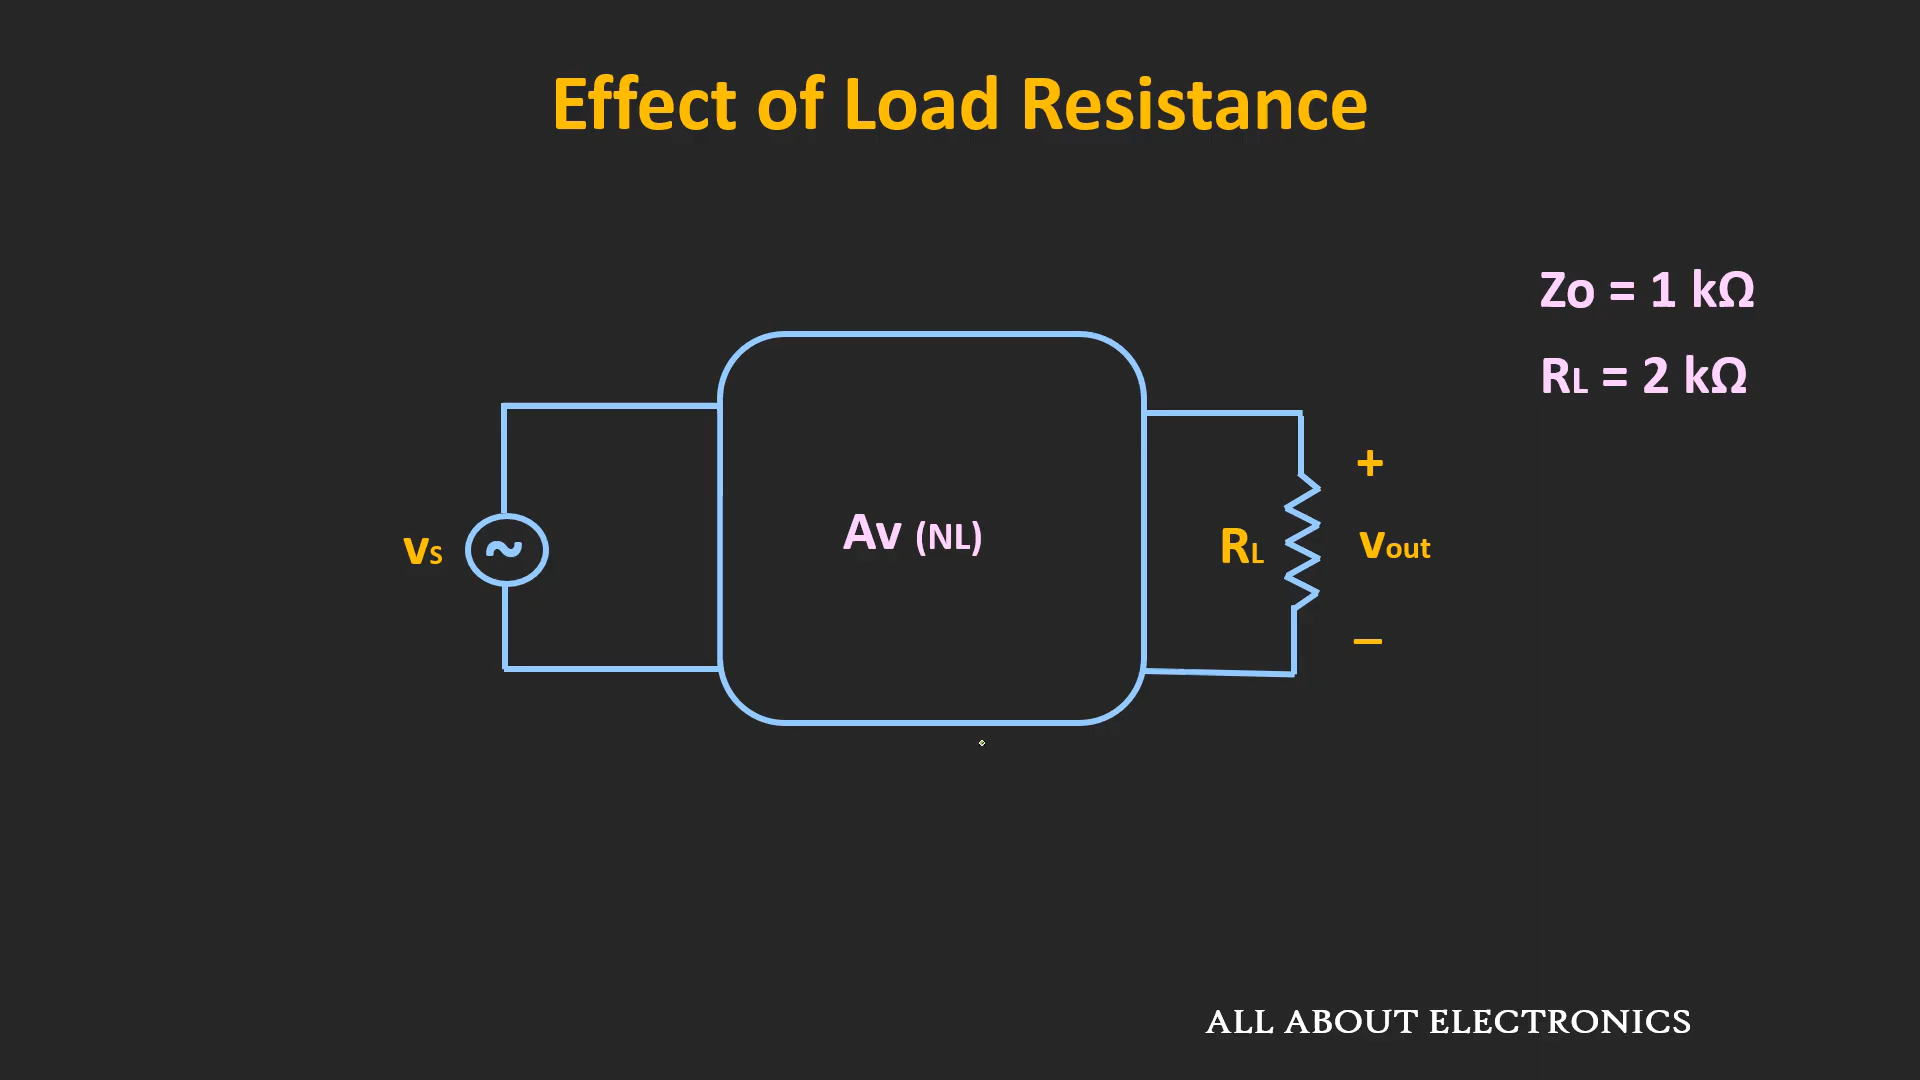 Effect of Load Resistance
Zo = 1 kΩ
RL = 2 kΩ
+
Av (NL)
vs
RL
vout
–
ALL ABOUT ELECTRONICS